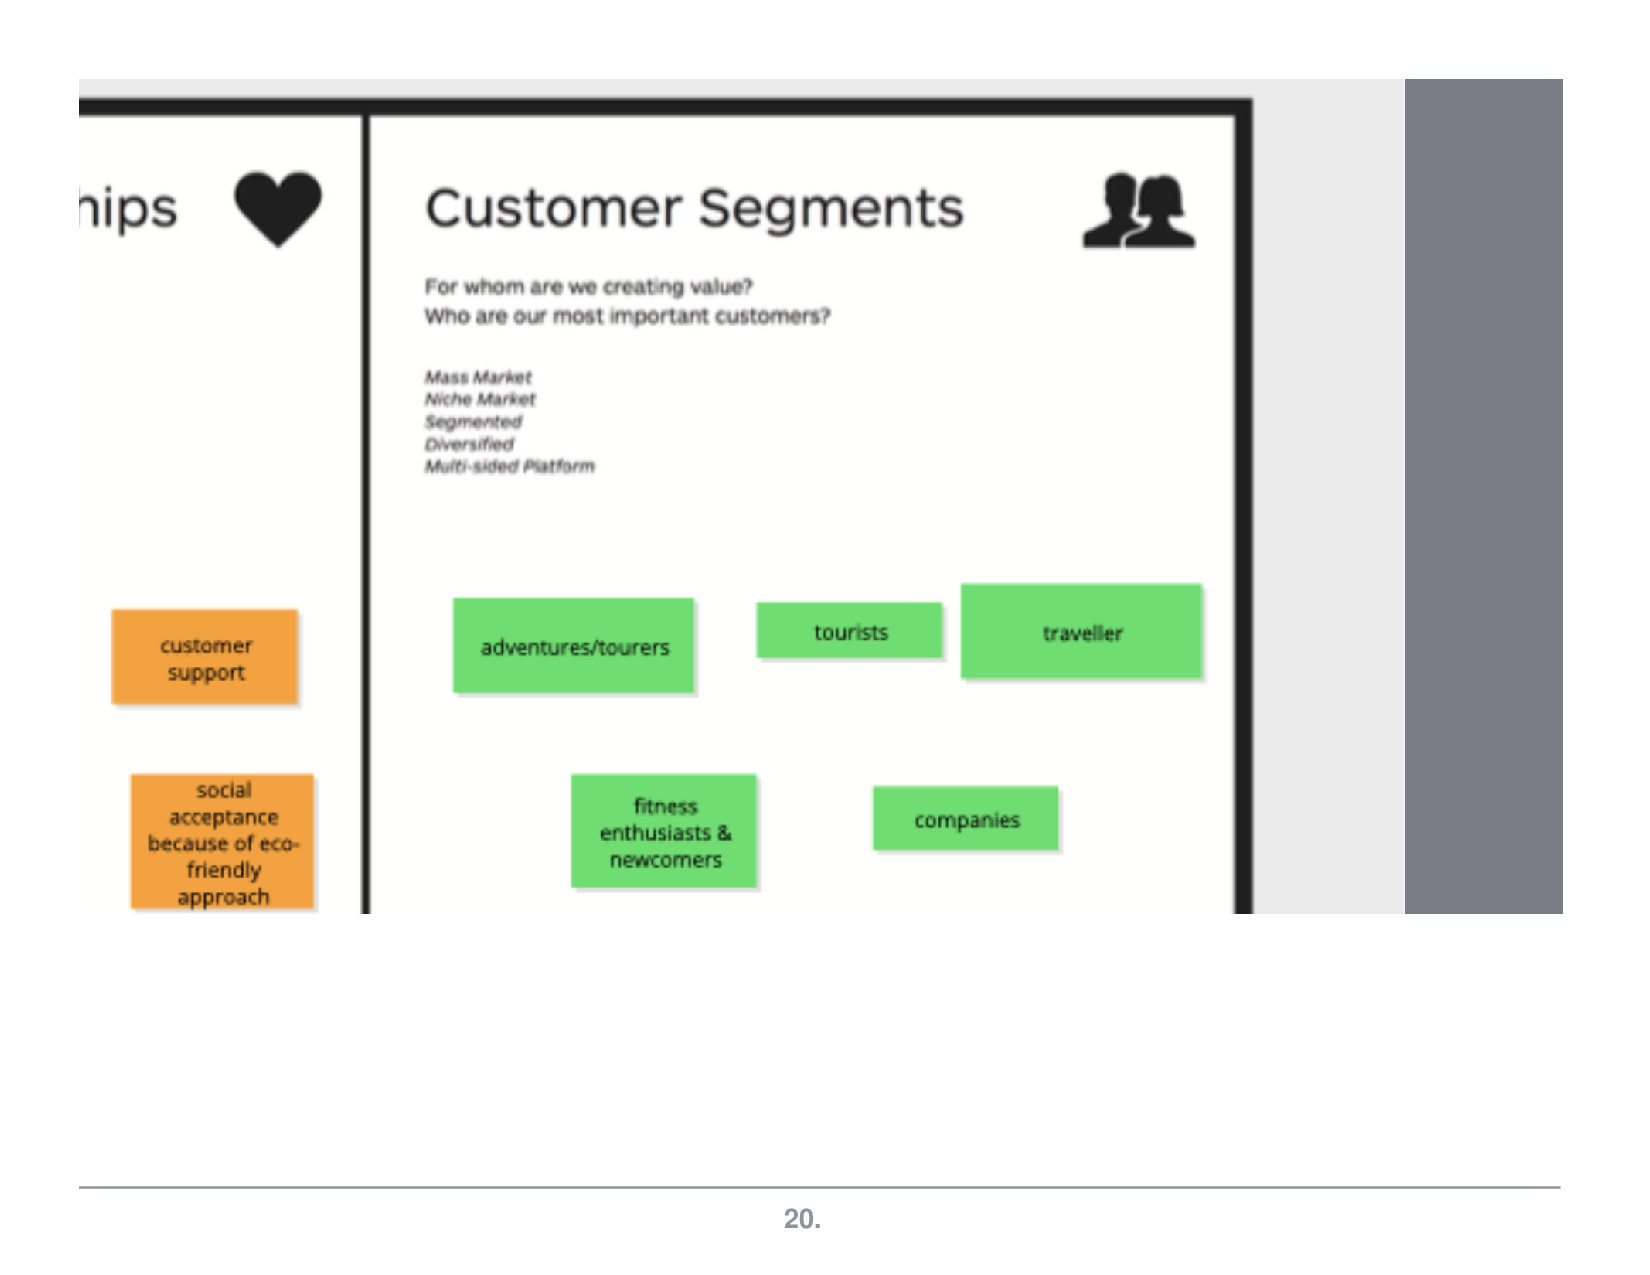 hips
Customer Segments
For whom are we creating value?
Who are our most important customers?
Mass Market
Niche Market
Segmented
Diversified
Multi-sided Platform
customer
support
social
acceptance
because of eco-
friendly
approach
adventures/tourers
tourists
traveller
fitness
enthusiasts &
newcomers
companies
20.